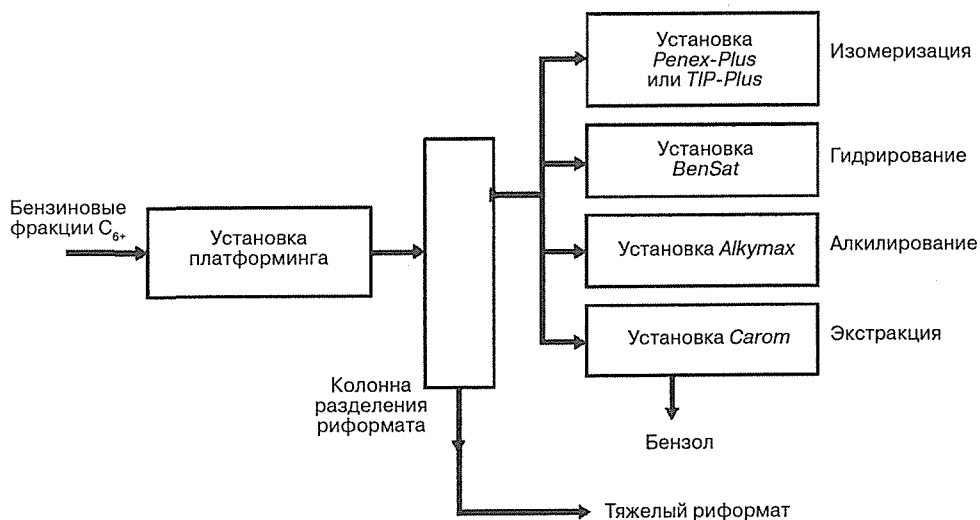 Бензиновые
фракции C₆₊
Установка
платформинга
Колонна
разделения
риформата
Установка
Penex-Plus
или TIP-Plus
Изомеризация
Установка
BenSat
Гидрирование
Установка Alkymax
Алкилирование
Установка Carom
Экстракция
Бензол
Тяжелый риформат